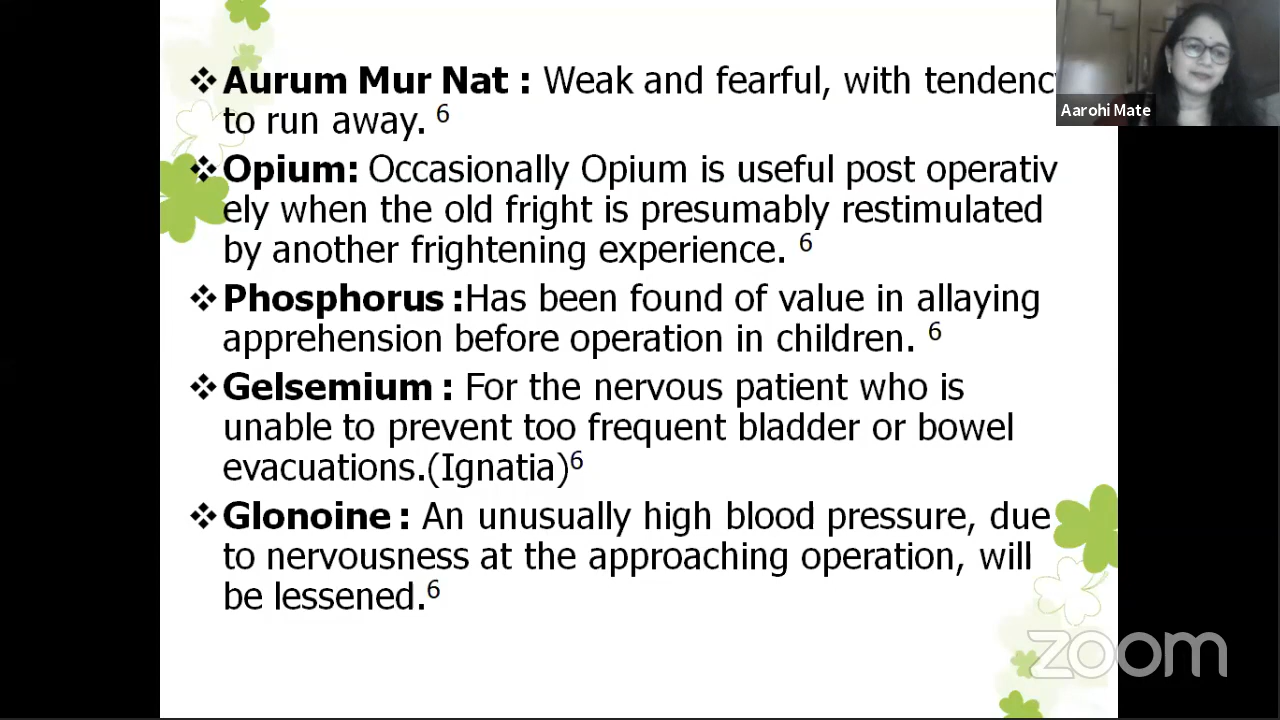 ❖Aurum Mur Nat : Weak and fearful, with tendenc
to run away. 6
❖Opium: Occasionally Opium is useful post operativ
ely when the old fright is presumably restimulated
by another frightening experience. 6
❖Phosphorus :Has been found of value in allaying
apprehension before operation in children. 6
❖Gelsemium : For the nervous patient who is
unable to prevent too frequent bladder or bowel
evacuations.(Ignatia)6
❖Glonoine : An unusually high blood pressure, due
to nervousness at the approaching operation, will
be lessened.6
Aarohi Mate
zoom